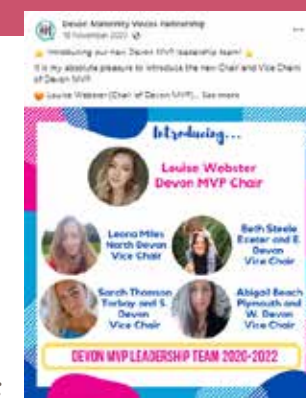 Devon Maternity Voices Partnership
18 November 2020
Introducing our new Devon MVP leadership team!
It is my absolute pleasure to introduce the new Chair and Vice Chairs
of Devon MVP.
Louise Webster (Chair of Devon MVP)... See more
Introducing...
Louise Webster
Devon MVP Chair
Leona Miles
North Devon
Vice Chair
Beth Steele
Exeter and E.
Devon
Vice Chair
Sarah Thomson
Torbay and S.
Devon
Vice Chair
Abigail Beach
Plymouth and
W. Devon
Vice Chair
DEVON MVP LEADERSHIP TEAM 2020-2022